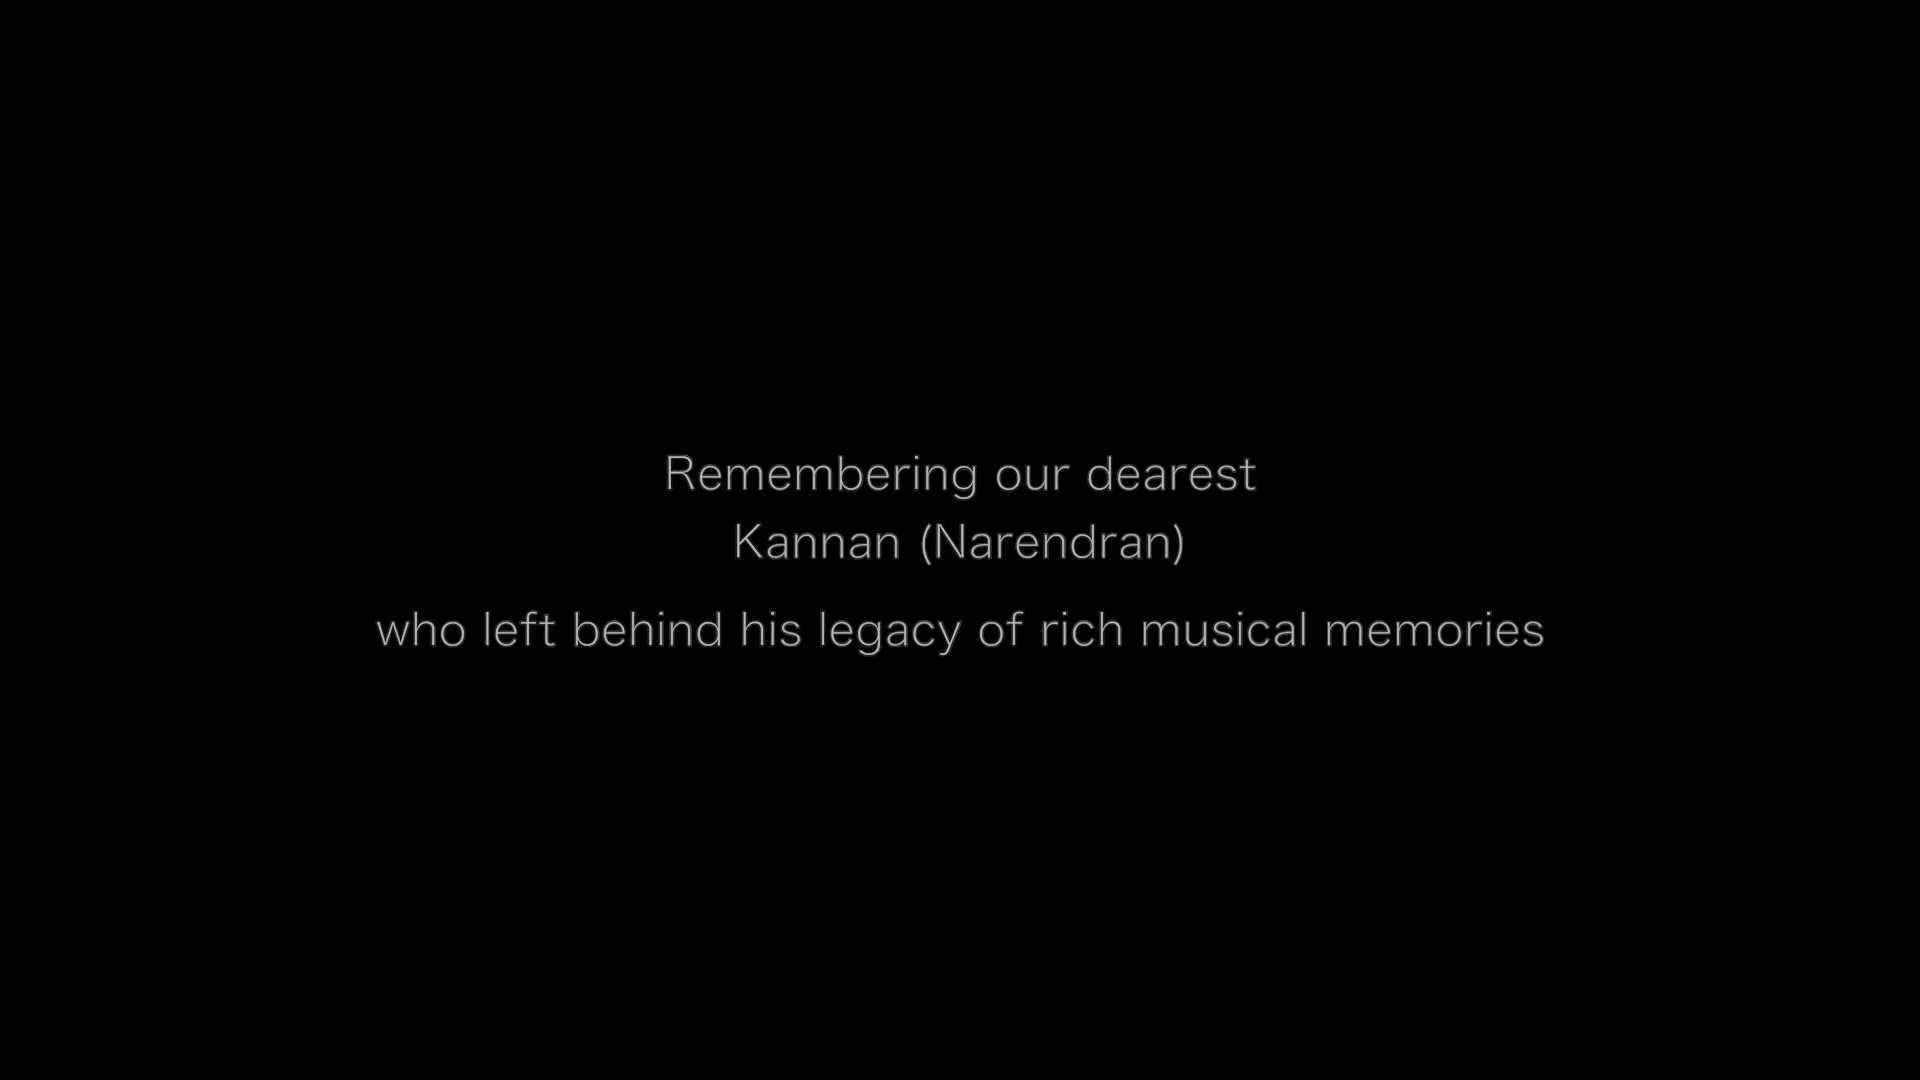 Remembering our dearest
Kannan (Narendran)
who left behind his legacy of rich musical memories